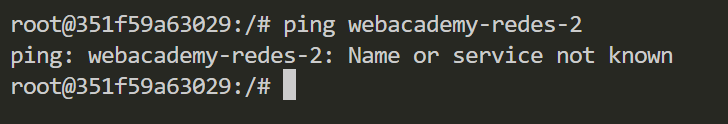 root@351f59a63029:/# ping webacademy-redes-2
ping: webacademy-redes-2: Name or service not known
root@351f59a63029:/#